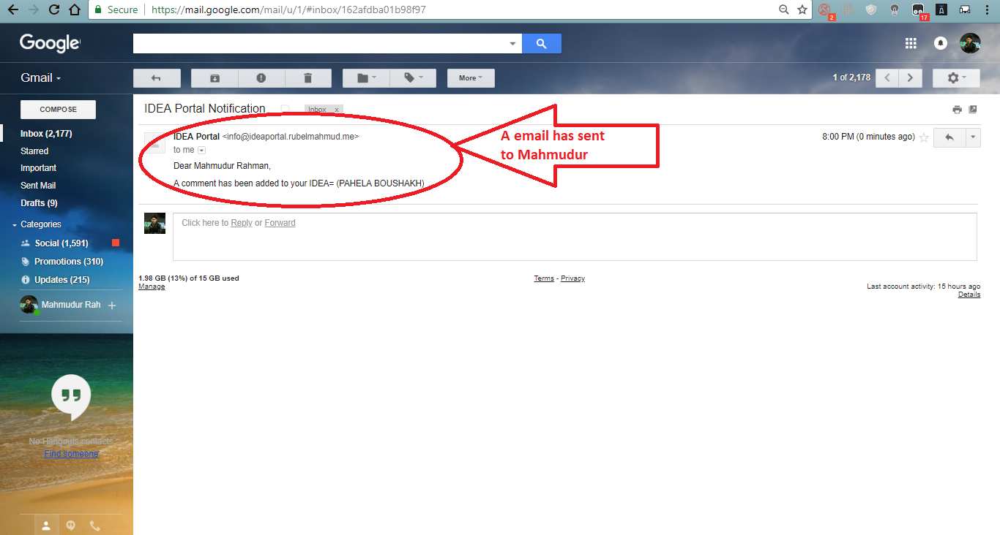 Secure | https://mail.google.com/mail/u/1/#inbox/162afdba01b98f97
2
17
Google
Gmail
More
1 of 2,178
COMPOSE
IDEA Portal Notification
Inbox x
Inbox (2,177)
Starred
Important
Sent Mail
Drafts (9)
Categories
Social (1,591)
Promotions (310)
Updates (215)
Mahmudur Rah
IDEA Portal <info@ideaportal.rubelmahmud.me>
8:00 PM (0 minutes ago)
to me
Dear Mahmudur Rahman,
A comment has been added to your IDEA= (PAHELA BOUSHAKH)
A email has sent
to Mahmudur
Click here to Reply or Forward
1.98 GB (13%) of 15 GB used
Manage
Terms - Privacy
Last account activity: 15 hours ago
Details
No Hangouts contacts
Find someone